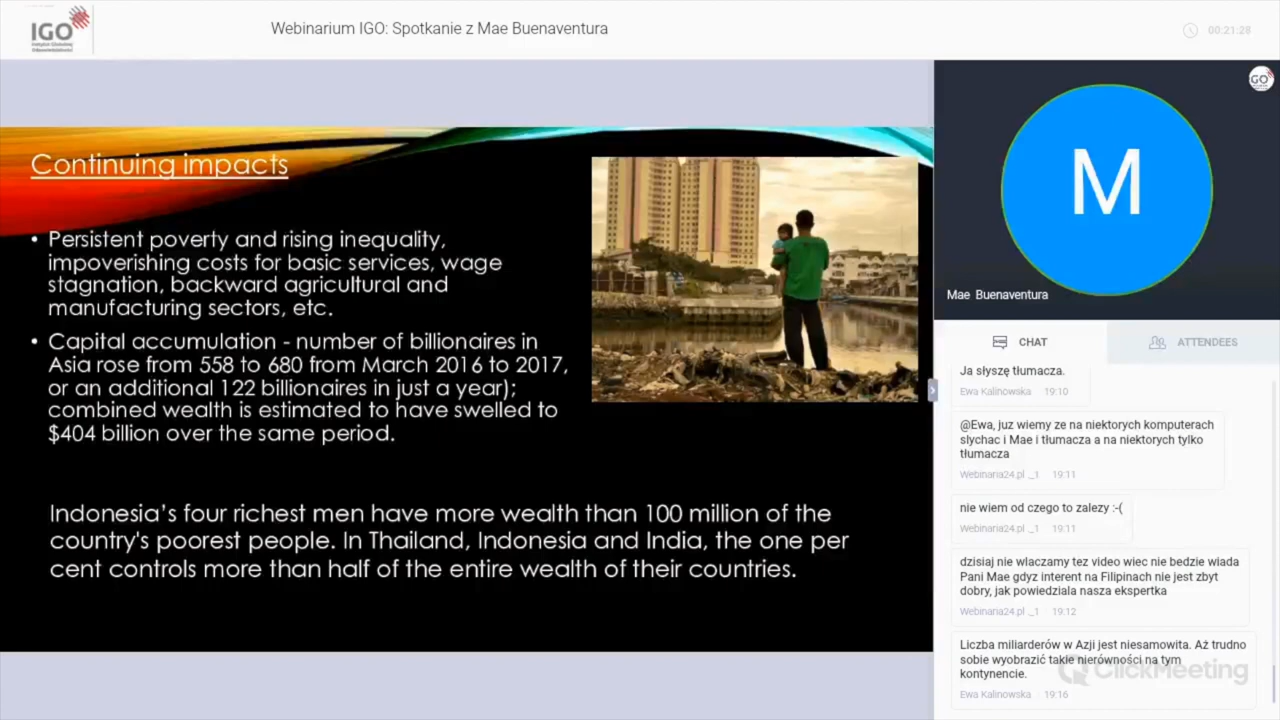 IGO
Instytut Globalnej
Odpowiedzialności
Webinarium IGO: Spotkanie z Mae Buenaventura
00:21:28
Continuing impacts
• Persistent poverty and rising inequality,
impoverishing costs for basic services, wage
stagnation, backward agricultural and
manufacturing sectors, etc.
• Capital accumulation - number of billionaires in
Asia rose from 558 to 680 from March 2016 to 2017,
or an additional 122 billionaires in just a year);
combined wealth is estimated to have swelled to
$404 billion over the same period.
Indonesia's four richest men have more wealth than 100 million of the
country's poorest people. In Thailand, Indonesia and India, the one per
cent controls more than half of the entire wealth of their countries.
IGO
M
Mae Buenaventura
CHAT
ATTENDEES
Ja słyszę tłumacza.
Ewa Kalinowska 19:10
@Ewa, juz wiemy ze na niektorych komputerach
slychac i Mae i tłumacza a na niektorych tylko
tłumacza
Webinaria24.pl _1 19:11
nie wiem od czego to zalezy :-(
Webinaria24.pl _1 19:11
dzisiaj nie wlaczamy tez video wiec nie bedzie wiada
Pani Mae gdyz interent na Filipinach nie jest zbyt
dobry, jak powiedziala nasza ekspertka
Webinaria24.pl _1 19:12
Liczba miliarderów w Azji jest niesamowita. Aż trudno
sobie wyobrazić takie nierówności na tym
kontynencie.
Ewa Kalinowska 19:16
ClickMeeting